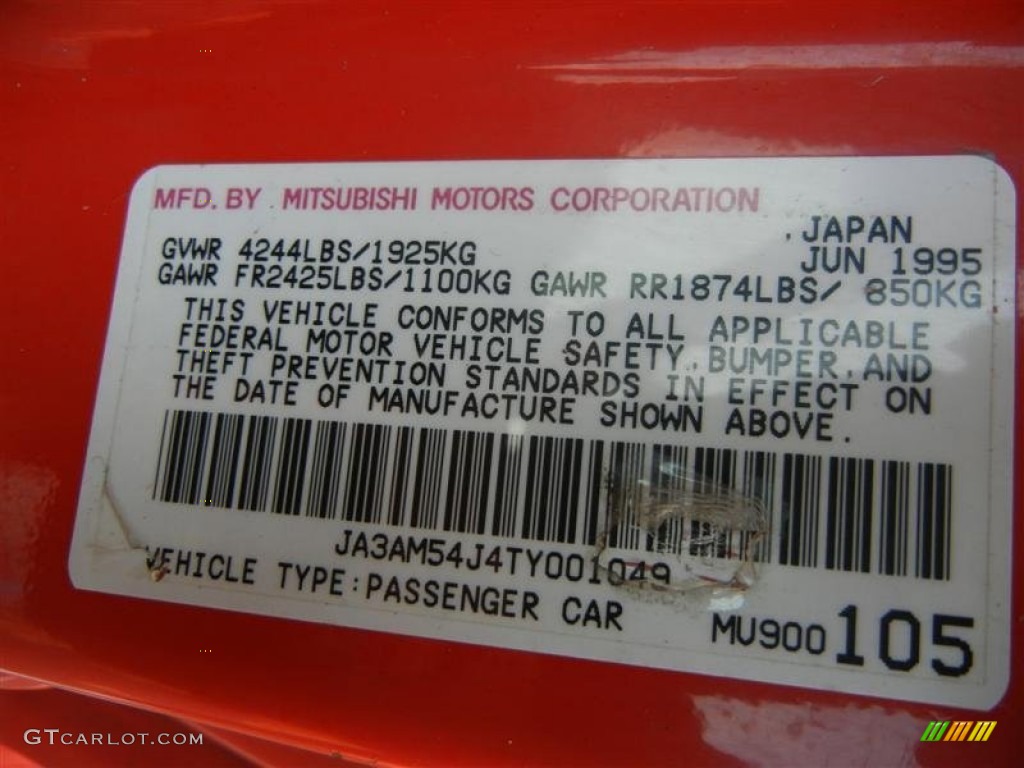 MFD. BY MITSUBISHI MOTORS CORPORATION
JAPAN
GVWR 4244LBS/1925KG JUN 1995
GAWR FR2425LBS/1100KG GAWR RR1874LBS/ 850KG
THIS VEHICLE CONFORMS TO ALL APPLICABLE
FEDERAL MOTOR VEHICLE SAFETY, BUMPER, AND
THEFT PREVENTION STANDARDS IN EFFECT ON
THE DATE OF MANUFACTURE SHOWN ABOVE.
JA3AM54J4TY001049
VEHICLE TYPE:PASSENGER CAR
MU900105
GTCARLOT.COM